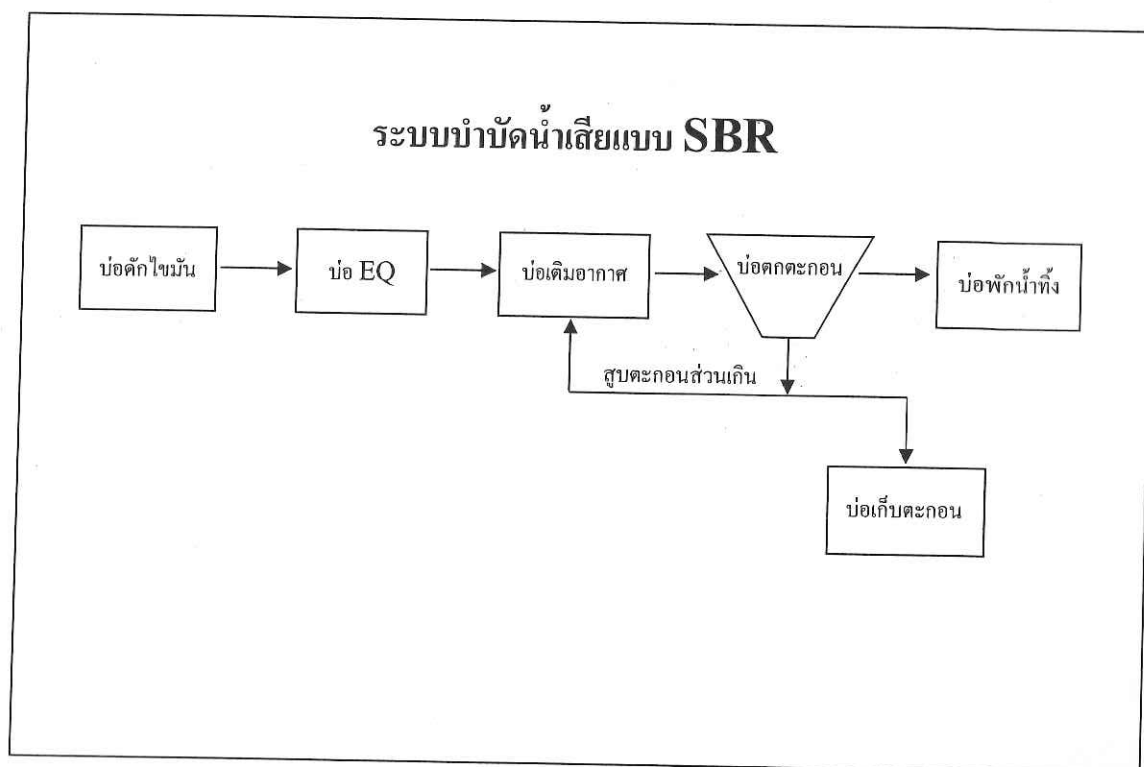 ระบบบำบัดน้ำเสียแบบ SBR
บ่อดักไขมัน
บ่อ EQ
บ่อเติมอากาศ
บ่อตกตะกอน
บ่อพักน้ำทิ้ง
สูบตะกอนส่วนเกิน
บ่อเก็บตะกอน